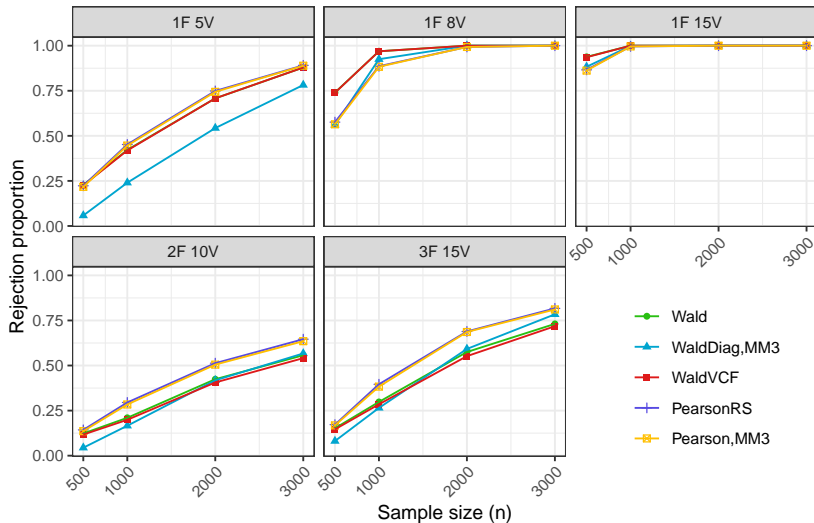 1F 5V
1F 8V
1F 15V
1.00
0.75
0.50
0.25
0.00
500
1000
2000
3000
2F 10V
3F 15V
1.00
0.75
0.50
0.25
0.00
500
1000
2000
3000
500
1000
2000
3000
Rejection proportion
Sample size (n)
Wald
WaldDiag,MM3
WaldVCF
PearsonRS
Pearson,MM3